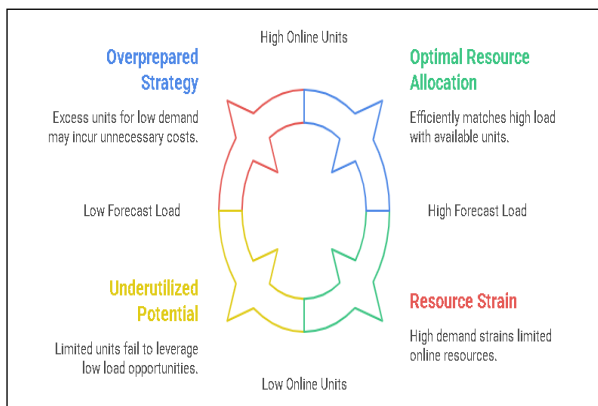 High Online Units
Overprepared
Strategy
Excess units for low demand
may incur unnecessary costs.
Optimal Resource
Allocation
Efficiently matches high load
with available units.
Low Forecast Load
High Forecast Load
Underutilized
Potential
Limited units fail to leverage
low load opportunities.
Resource Strain
High demand strains limited
online resources.
Low Online Units